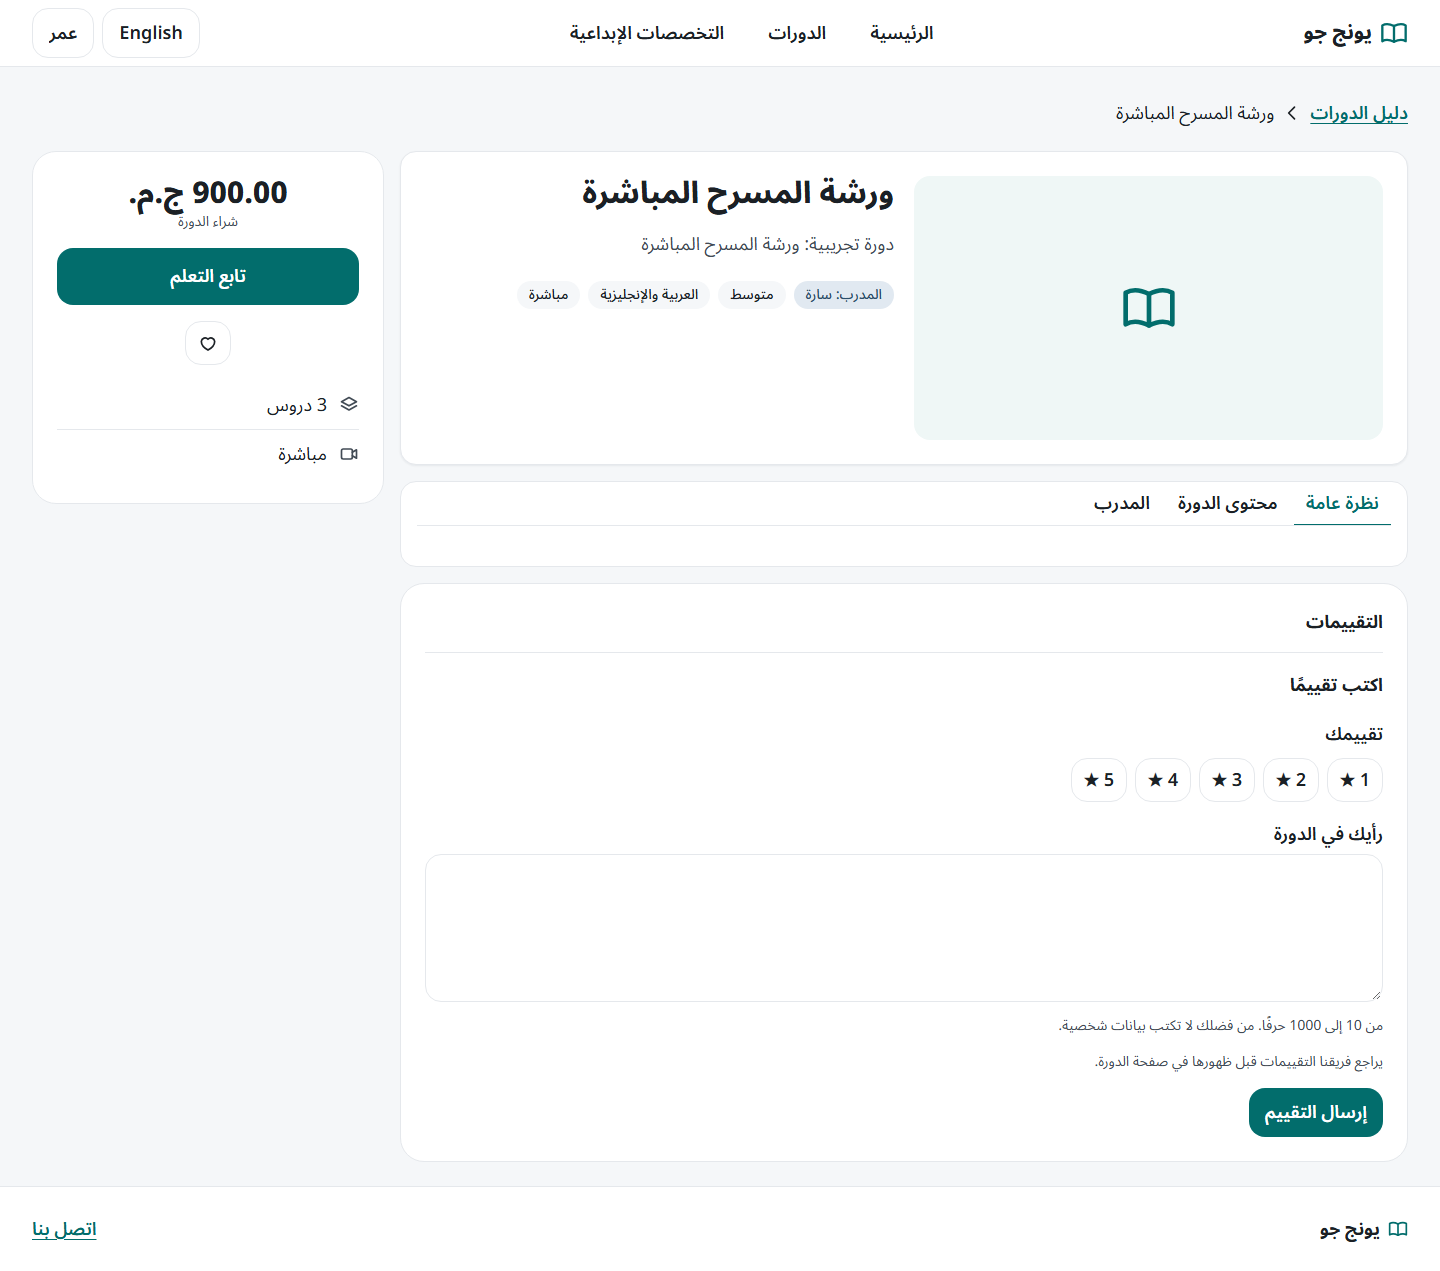 يونج جو
الرئيسية
الدورات
التخصصات الإبداعية
English
عمر
دليل الدورات
ورشة المسرح المباشرة
ورشة المسرح المباشرة
دورة تجريبية: ورشة المسرح المباشرة
المدرب: سارة
متوسط
العربية والإنجليزية
مباشرة
900.00 ج.م.
شراء الدورة
تابع التعلم
3 دروس
مباشرة
نظرة عامة
محتوى الدورة
المدرب
التقييمات
اكتب تقييمًا
تقييمك
1 ★
2 ★
3 ★
4 ★
5 ★
رأيك في الدورة
من 10 إلى 1000 حرفًا. من فضلك لا تكتب بيانات شخصية.
يراجع فريقنا التقييمات قبل ظهورها في صفحة الدورة.
إرسال التقييم
يونج جو
اتصل بنا